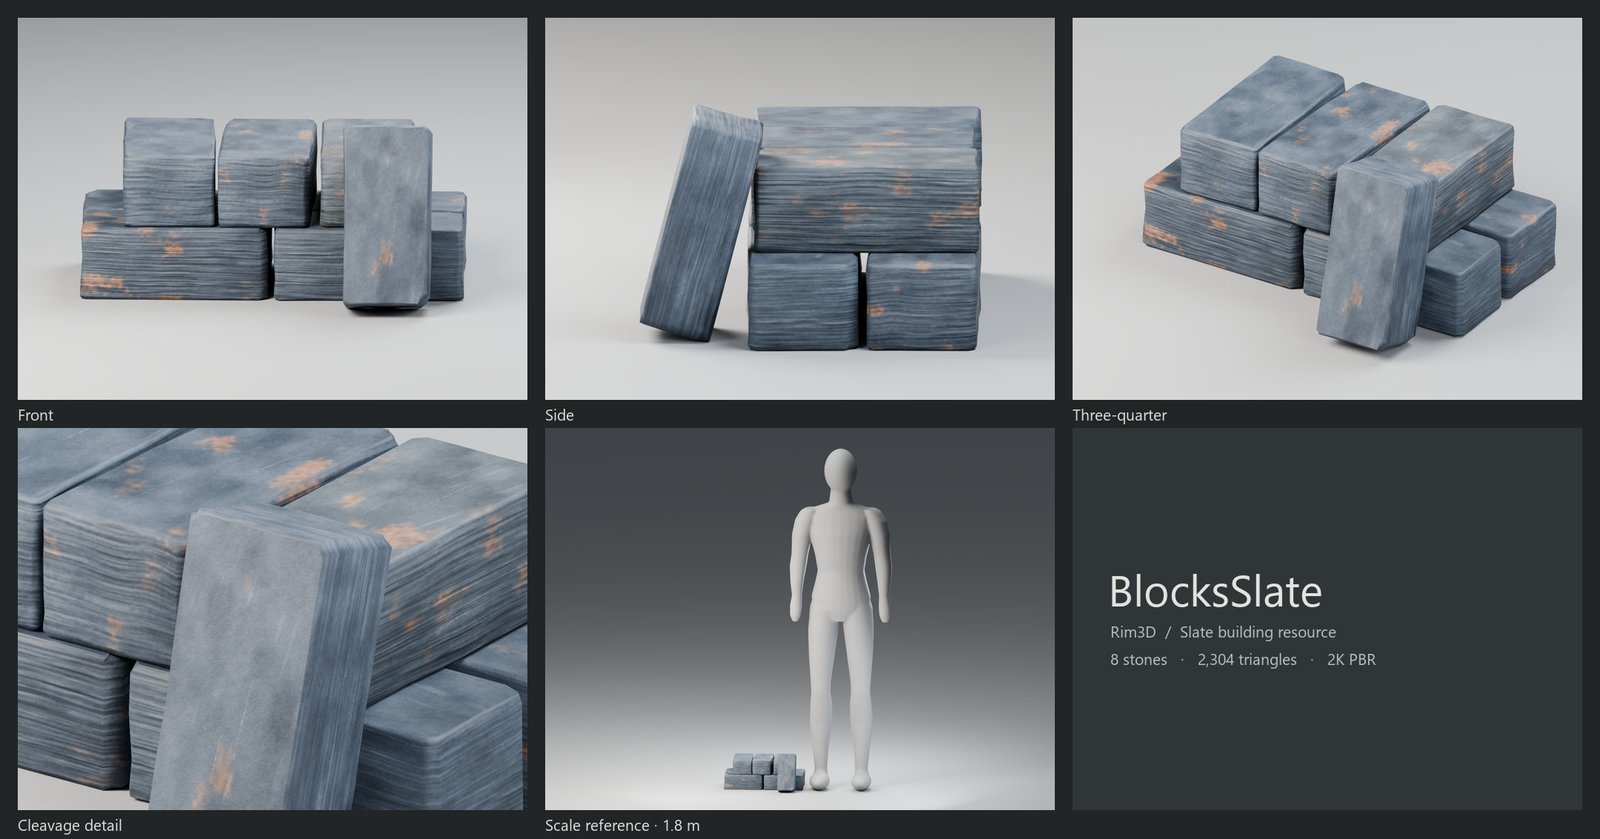 Front
Side
Three-quarter
Cleavage detail
Scale reference · 1.8 m
BlocksSlate
Rim3D / Slate building resource
8 stones · 2,304 triangles · 2K PBR